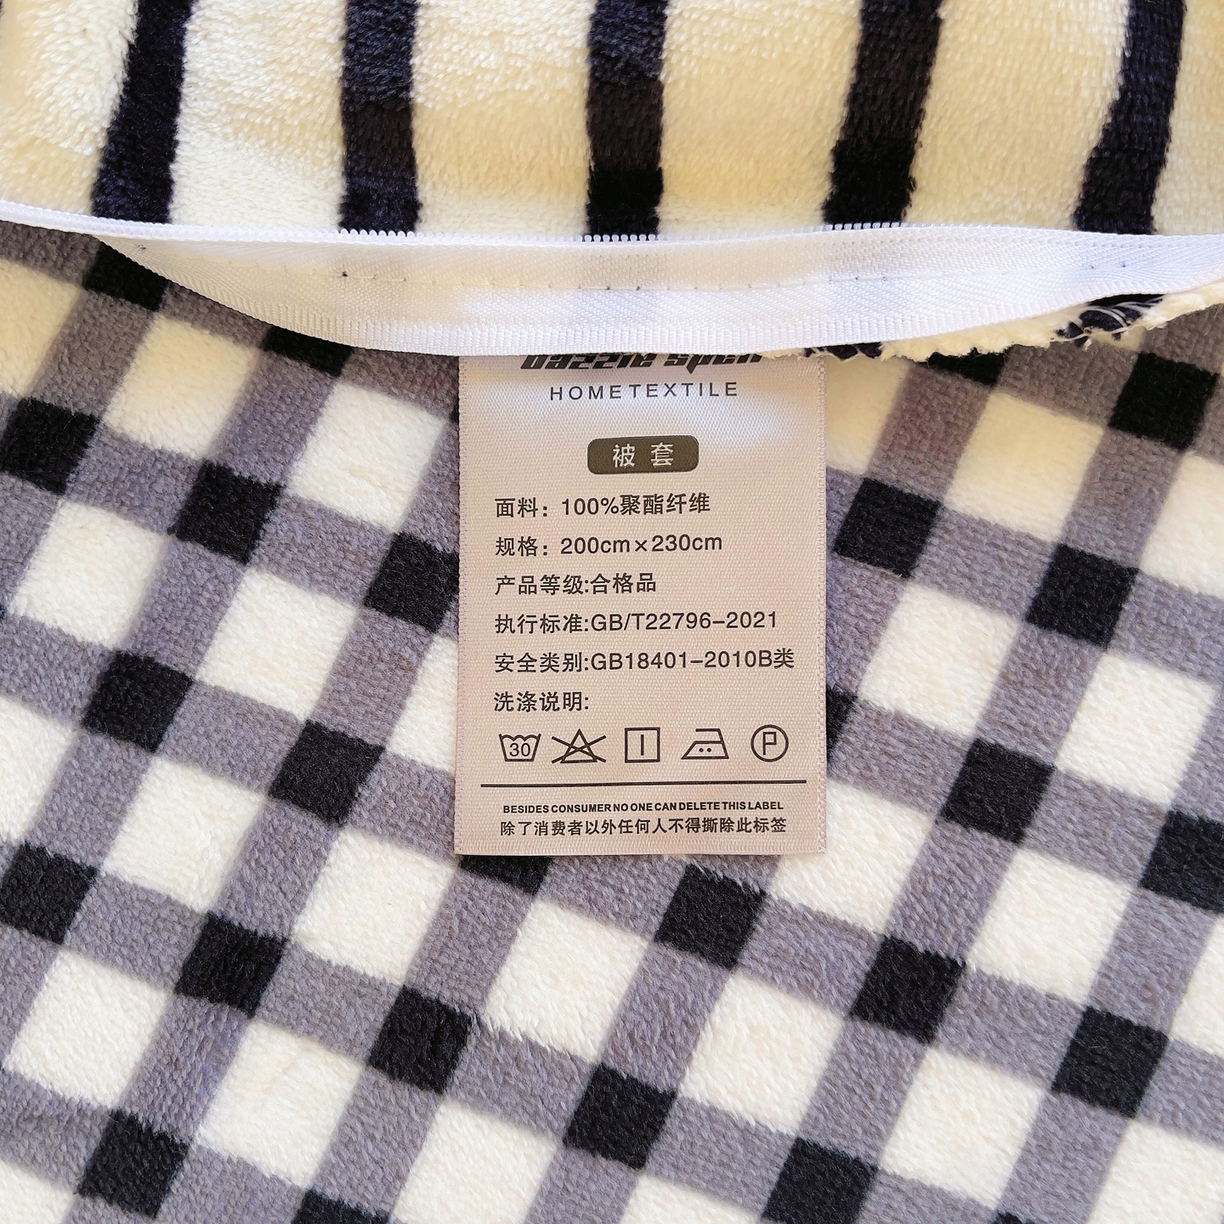 HOMETEXTILE
被套
面料：100%聚酯纤维
规格：200cm×230cm
产品等级:合格品
执行标准:GB/T22796-2021
安全类别:GB18401-2010B类
洗涤说明:
30 P
BESIDES CONSUMER NO ONE CAN DELETE THIS LABEL
除了消费者以外任何人不得撕除此标签